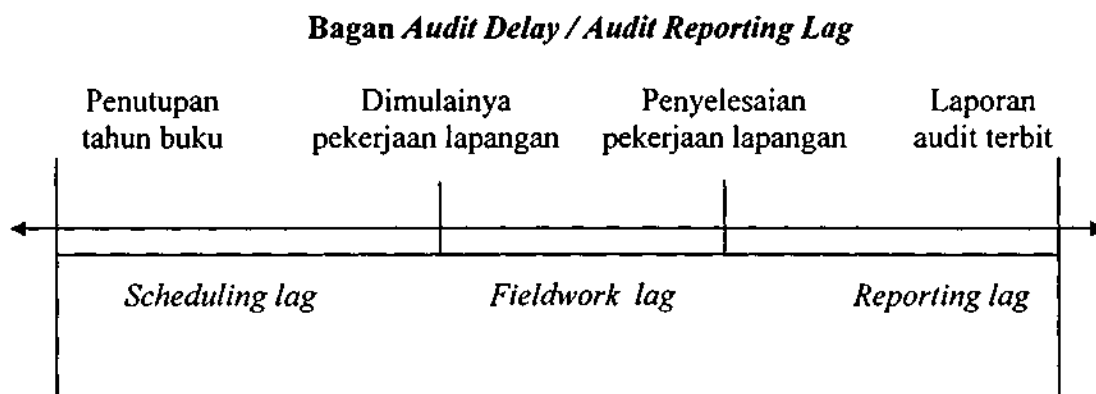 Bagan Audit Delay / Audit Reporting Lag
Penutupan
tahun buku
Dimulainya
pekerjaan lapangan
Penyelesaian
pekerjaan lapangan
Laporan
audit terbit
Scheduling lag
Fieldwork lag
Reporting lag